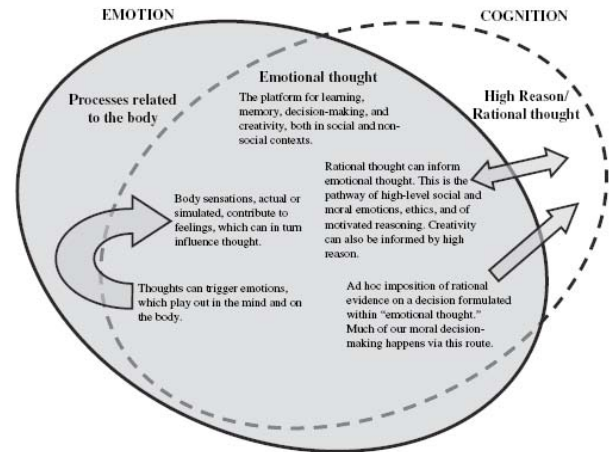 EMOTION
COGNITION
Emotional thought
The platform for learning,
memory, decision-making, and
creativity, both in social and non-
social contexts.
Processes related
to the body
High Reason/
Rational thought
Rational thought can inform
emotional thought. This is the
pathway of high-level social and
moral emotions, ethics, and of
motivated reasoning. Creativity
can also be informed by high
reason.
Body sensations, actual or
simulated, contribute to
feelings, which can in turn
influence thought.
Thoughts can trigger emotions,
which play out in the mind and on
the body.
Ad hoc imposition of rational
evidence on a decision formulated
within “emotional thought.”
Much of our moral decision-
making happens via this route.